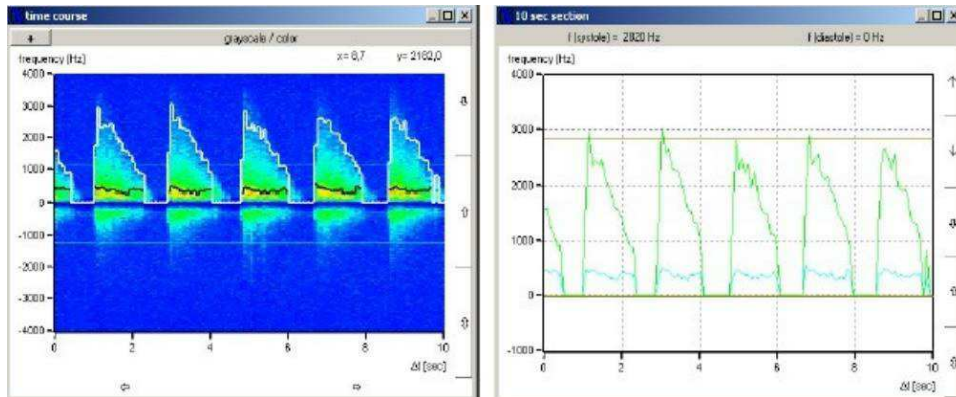 time course
+ grayscale / color
frequency [Hz] x= 6,7 y= 2162,0
4000
3000
2000
1000
0
-1000
-2000
-3000
-4000
0 2 4 6 8 10
Δt [sec]
10 sec section
f (systole) = 2820 Hz f (diastole) = 0 Hz
frequency [Hz]
4000
3000
2000
1000
0
-1000
0 2 4 6 8 10
Δt [sec]